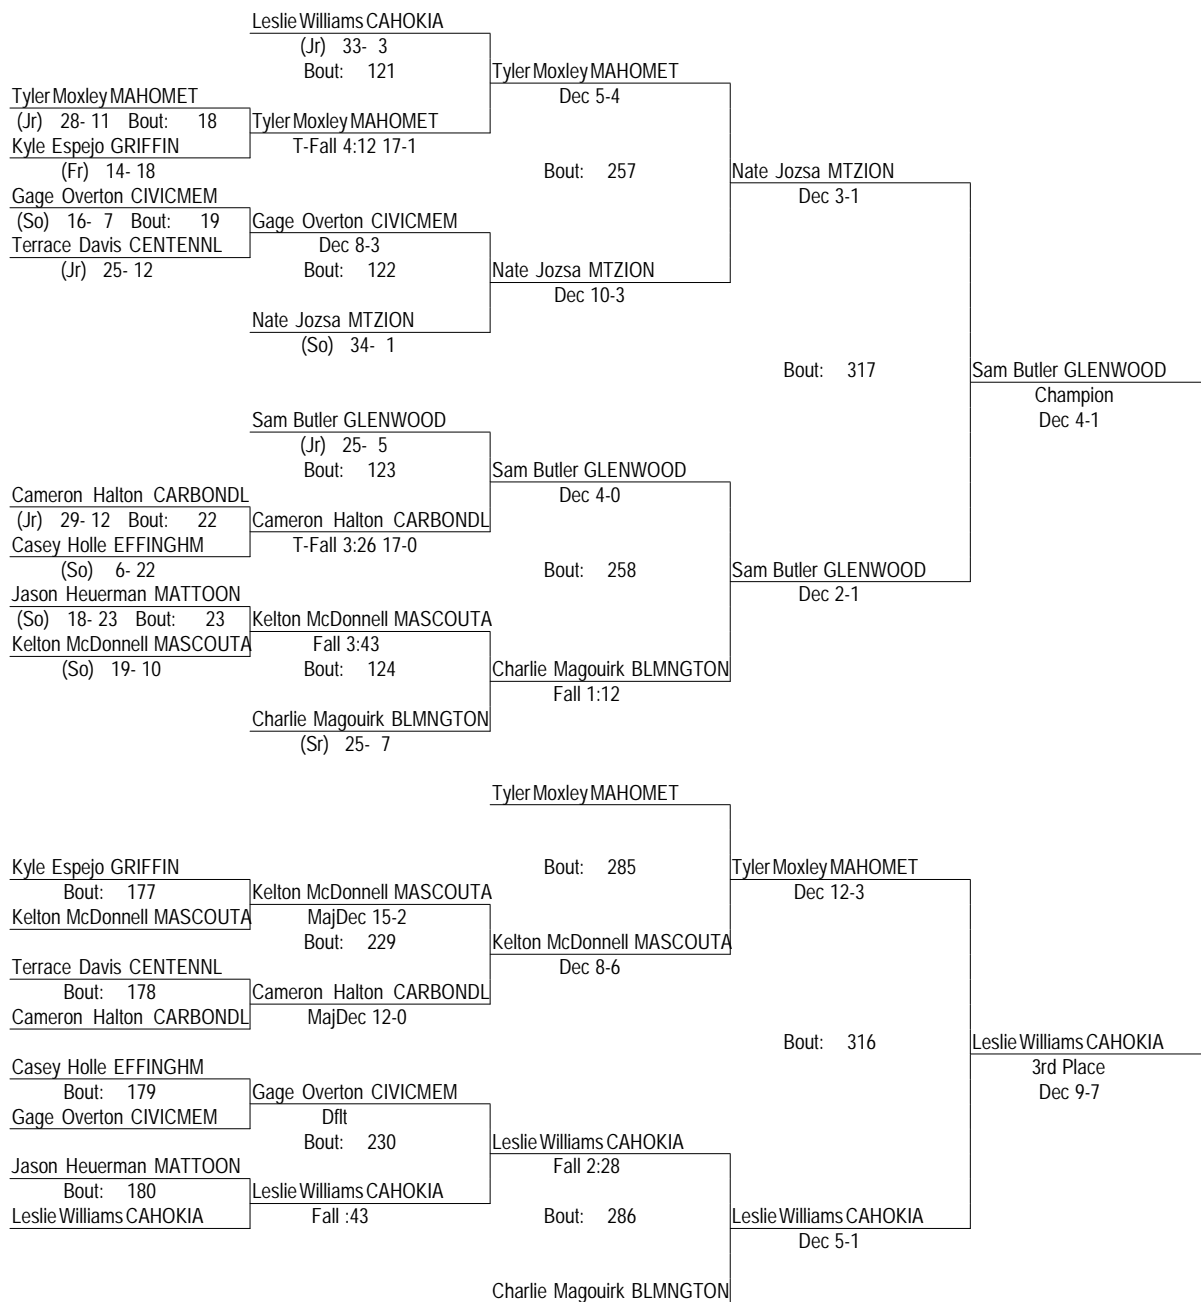 Leslie Williams CAHOKIA
(Jr) 33- 3
Bout: 121
Tyler Moxley MAHOMET
Dec 5-4
Tyler Moxley MAHOMET
(Jr) 28- 11 Bout: 18
Tyler Moxley MAHOMET
Kyle Espejo GRIFFIN
T-Fall 4:12 17-1
(Fr) 14- 18
Bout: 257
Nate Jozsa MTZION
Dec 3-1
Gage Overton CIVICMEM
(So) 16- 7 Bout: 19
Gage Overton CIVICMEM
Terrace Davis CENTENNL
Dec 8-3
(Jr) 25- 12
Bout: 122
Nate Jozsa MTZION
Dec 10-3
Nate Jozsa MTZION
(So) 34- 1
Bout: 317
Sam Butler GLENWOOD
Champion
Dec 4-1
Sam Butler GLENWOOD
(Jr) 25- 5
Bout: 123
Sam Butler GLENWOOD
Dec 4-0
Cameron Halton CARBONDL
(Jr) 29- 12 Bout: 22
Cameron Halton CARBONDL
Casey Holle EFFINGHM
T-Fall 3:26 17-0
(So) 6- 22
Bout: 258
Sam Butler GLENWOOD
Dec 2-1
Jason Heuerman MATTOON
(So) 18- 23 Bout: 23
Kelton McDonnell MASCOUTA
Kelton McDonnell MASCOUTA
Fall 3:43
(So) 19- 10
Bout: 124
Charlie Magouirk BLMNGTON
Fall 1:12
Charlie Magouirk BLMNGTON
(Sr) 25- 7
Tyler Moxley MAHOMET
Kyle Espejo GRIFFIN
Bout: 285
Tyler Moxley MAHOMET
Dec 12-3
Bout: 177
Kelton McDonnell MASCOUTA
Kelton McDonnell MASCOUTA
MajDec 15-2
Bout: 229
Kelton McDonnell MASCOUTA
Dec 8-6
Terrace Davis CENTENNL
Bout: 178
Cameron Halton CARBONDL
Cameron Halton CARBONDL
MajDec 12-0
Bout: 316
Leslie Williams CAHOKIA
3rd Place
Dec 9-7
Casey Holle EFFINGHM
Bout: 179
Gage Overton CIVICMEM
Gage Overton CIVICMEM
Dflt
Bout: 230
Leslie Williams CAHOKIA
Fall 2:28
Jason Heuerman MATTOON
Bout: 180
Leslie Williams CAHOKIA
Leslie Williams CAHOKIA
Fall :43
Bout: 286
Leslie Williams CAHOKIA
Dec 5-1
Charlie Magouirk BLMNGTON